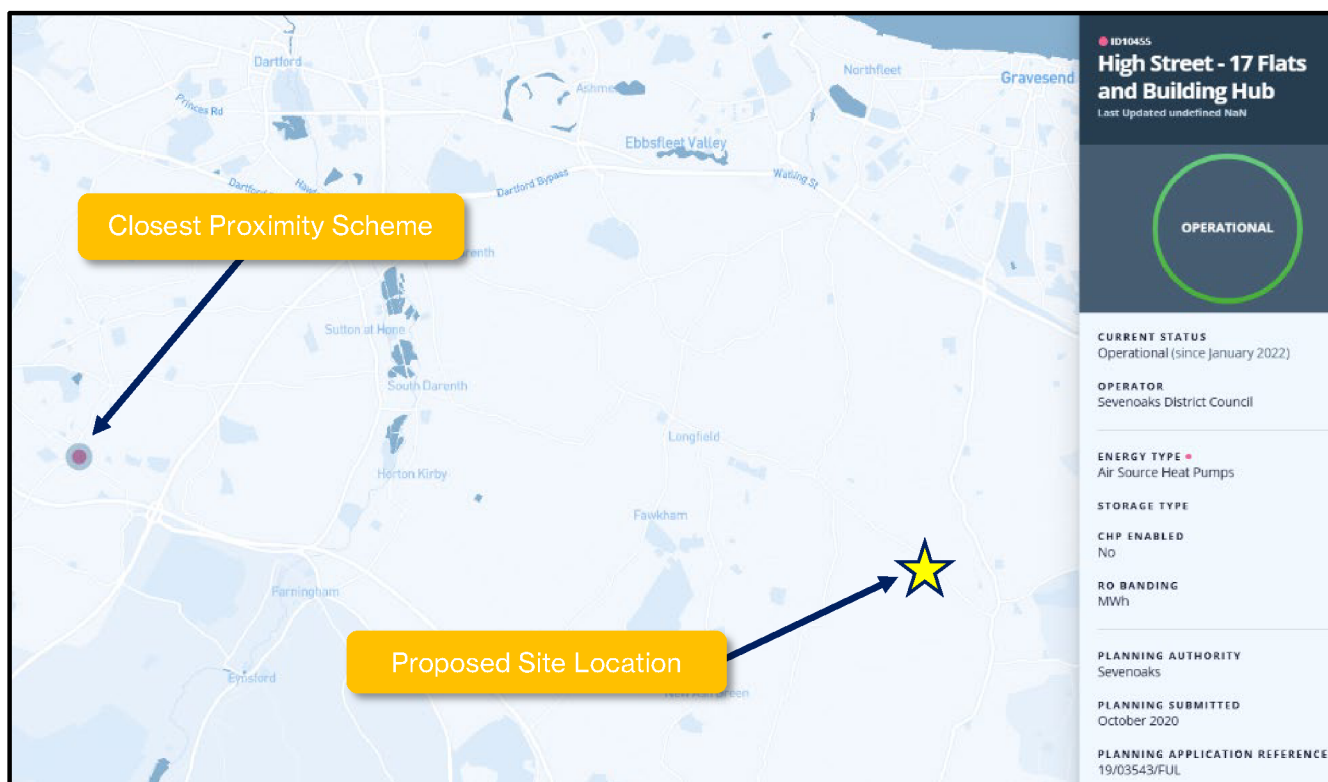 Dartford
Princes Rd
Ashme
Northfleet
Gravesend
Ebbsfleet Valley
Watling St
Dartford Bypass
Closest Proximity Scheme
renth
Sutton at Hone
South Darenth
Longfield
Horton Kirby
Fawkham
Farningham
Proposed Site Location
Eynsford
New Ash Green
ID10455
High Street - 17 Flats
and Building Hub
Last Updated undefined NaN
OPERATIONAL
CURRENT STATUS
Operational (since January 2022)
OPERATOR
Sevenoaks District Council
ENERGY TYPE
Air Source Heat Pumps
STORAGE TYPE
CHP ENABLED
No
RO BANDING
MWh
PLANNING AUTHORITY
Sevenoaks
PLANNING SUBMITTED
October 2020
PLANNING APPLICATION REFERENCE
19/03543/FUL